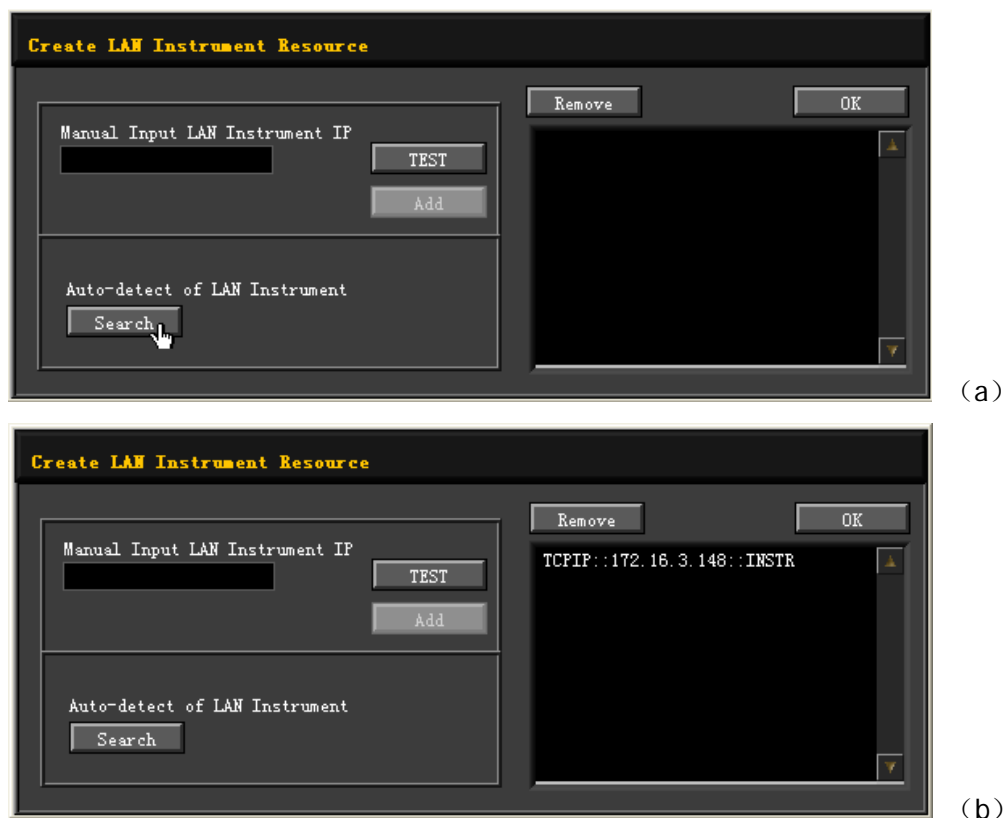 Create LAN Instrument Resource
Remove
OK
Manual Input LAN Instrument IP
TEST
Add
Auto-detect of LAN Instrument
Search
（a）
Create LAN Instrument Resource
Remove
OK
Manual Input LAN Instrument IP
TCPIP::172.16.3.148::INSTR
TEST
Add
Auto-detect of LAN Instrument
Search
（b）